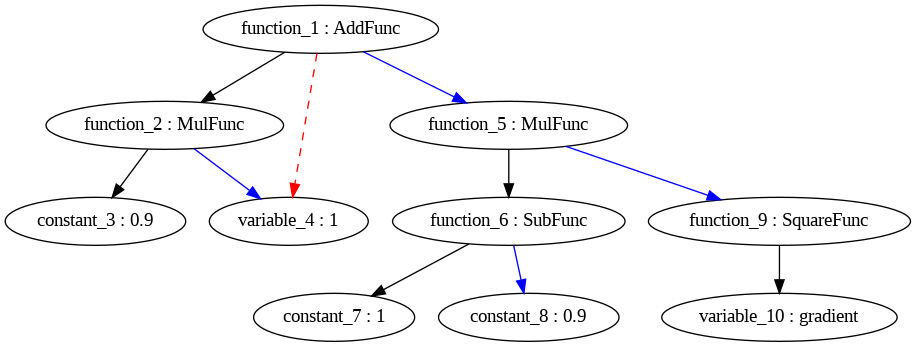 function_1 : AddFunc
function_2 : MulFunc
function_5 : MulFunc
constant_3 : 0.9
variable_4 : 1
function_6 : SubFunc
function_9 : SquareFunc
constant_7 : 1
constant_8 : 0.9
variable_10 : gradient